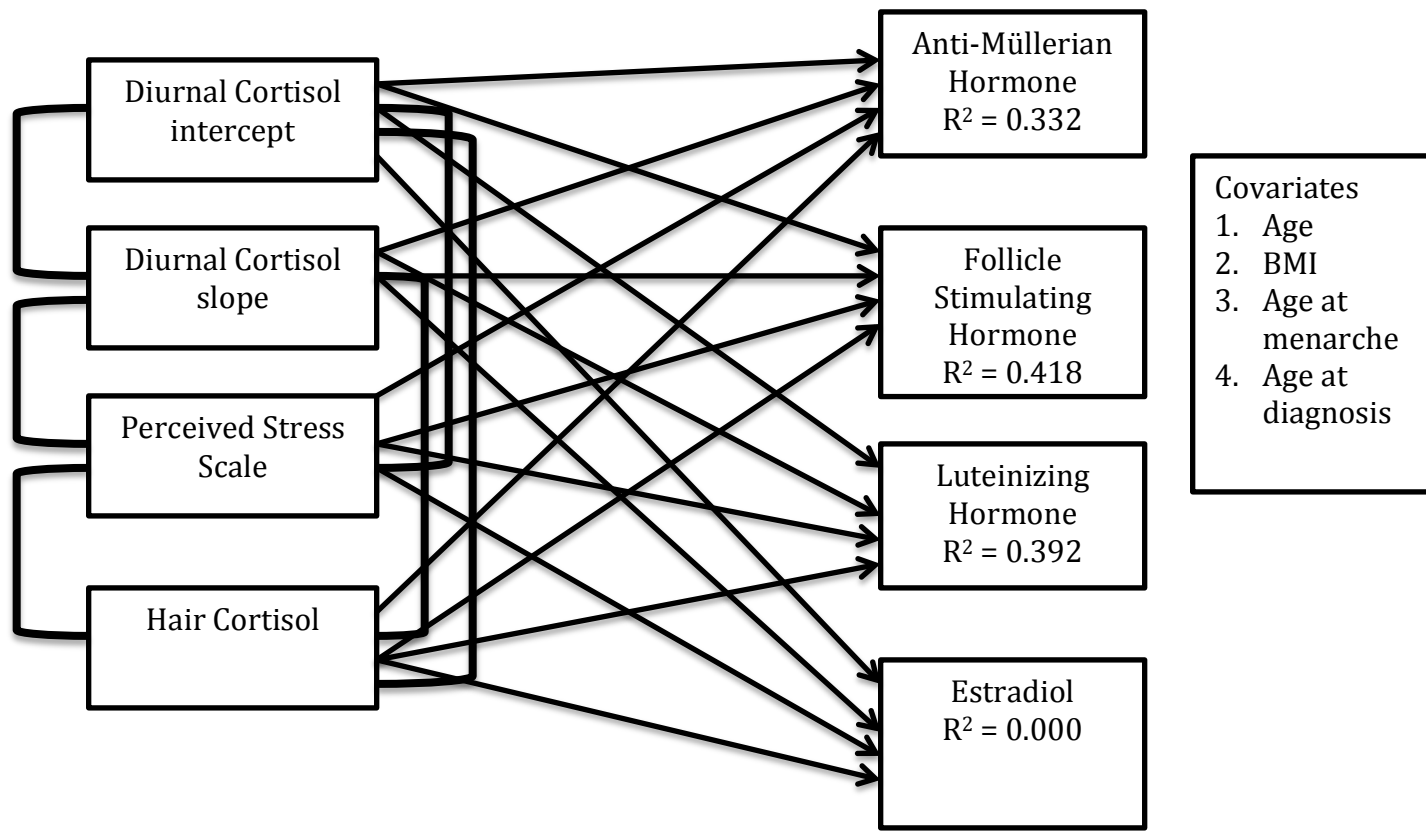 Diurnal Cortisol
intercept
Diurnal Cortisol
slope
Perceived Stress
Scale
Hair Cortisol
Anti-Müllerian
Hormone
R² = 0.332
Follicle
Stimulating
Hormone
R² = 0.418
Luteinizing
Hormone
R² = 0.392
Estradiol
R² = 0.000
Covariates
1. Age
2. BMI
3. Age at
menarche
4. Age at
diagnosis